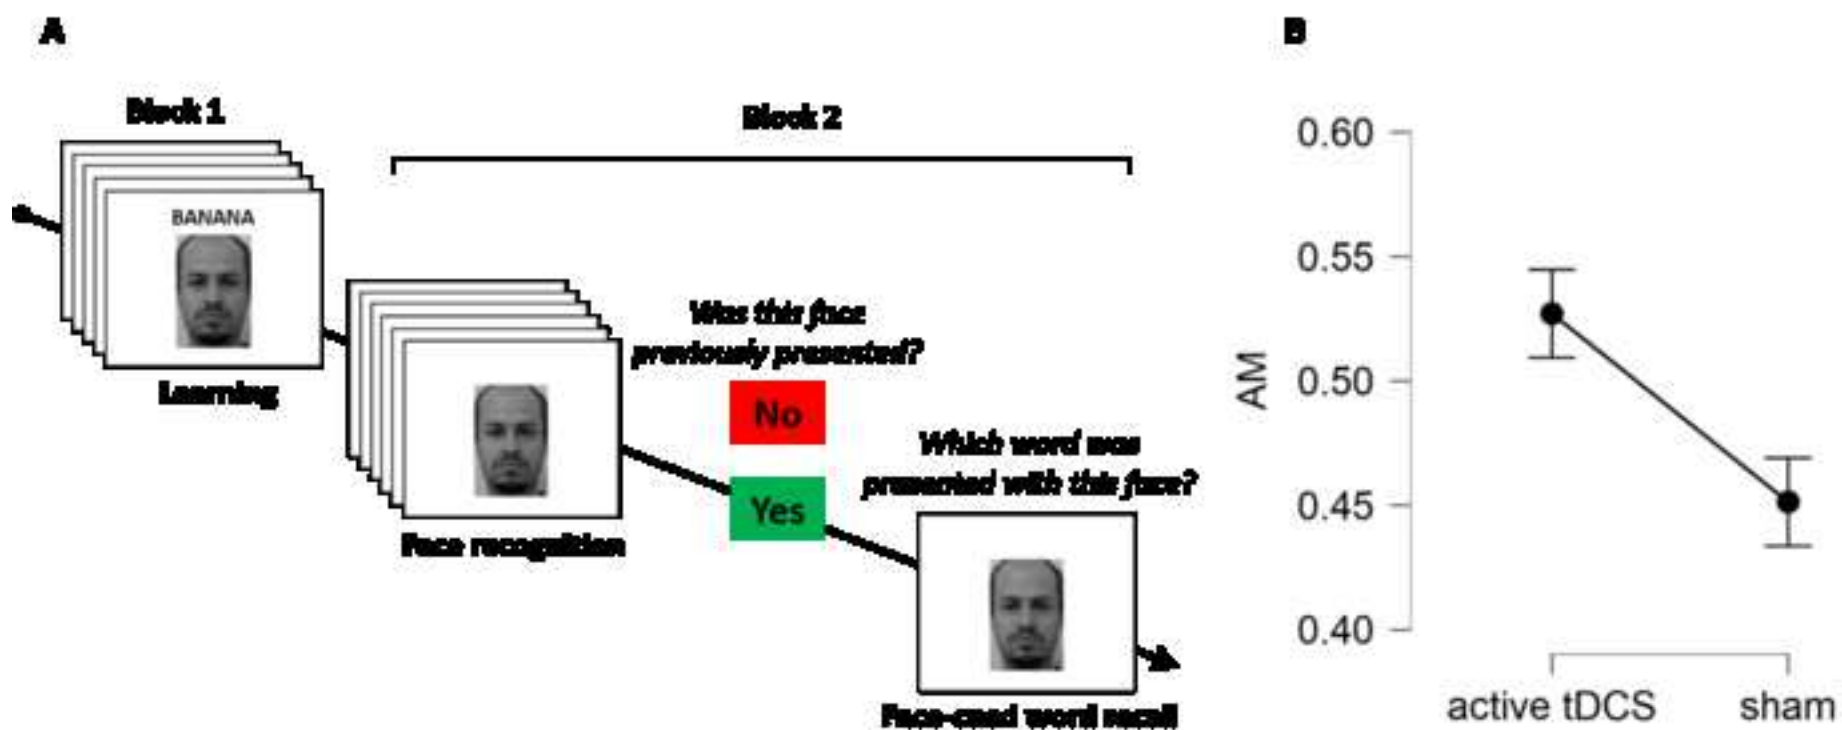 A
Block 1
Block 2
BANANA
Learning
Face recognition
Was this face
previously presented?
No
Yes
Which word was
presented with this face?
Face-cued word recall
B
0.60
0.55
0.50
0.45
0.40
AM
active tDCS
sham